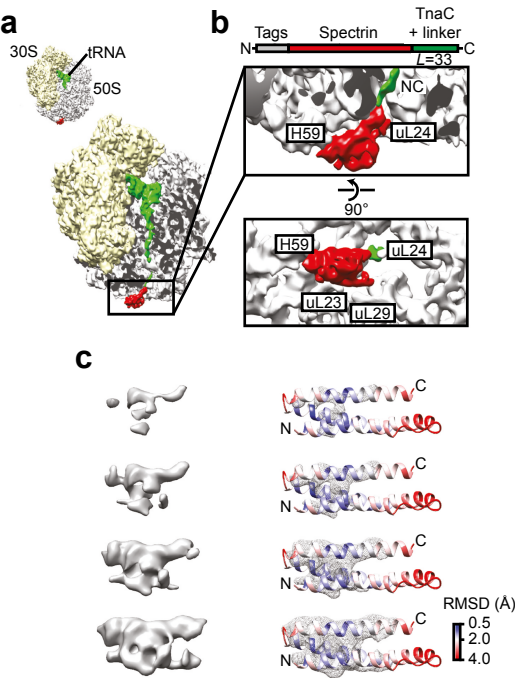 a
30S
tRNA
50S
b
TnaC
Tags
Spectrin
+ linker
N
C
L=33
NC
H59
uL24
90°
H59
uL24
uL23
uL29
c
C
N
C
N
C
N
C
N
RMSD (Å)
0.5
2.0
4.0